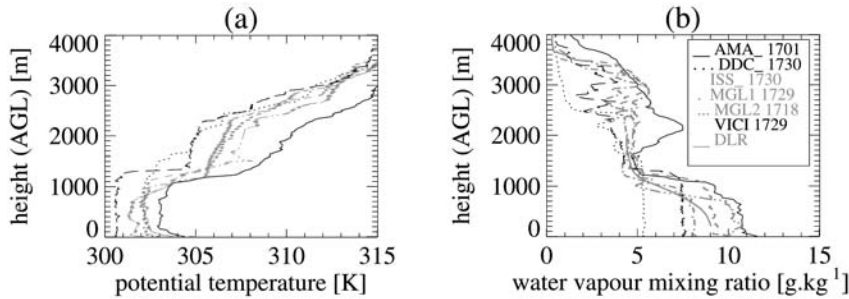 (a)
(b)
4000
3000
2000
1000
0
height (AGL) [m]
300
305
310
315
potential temperature [K]
4000
3000
2000
1000
0
height (AGL) [m]
0
5
10
15
water vapour mixing ratio [g.kg¹]
AMA_ 1701
DDC_ 1730
ISS_ 1730
MGL1 1729
MGL2 1718
VICI 1729
DLR